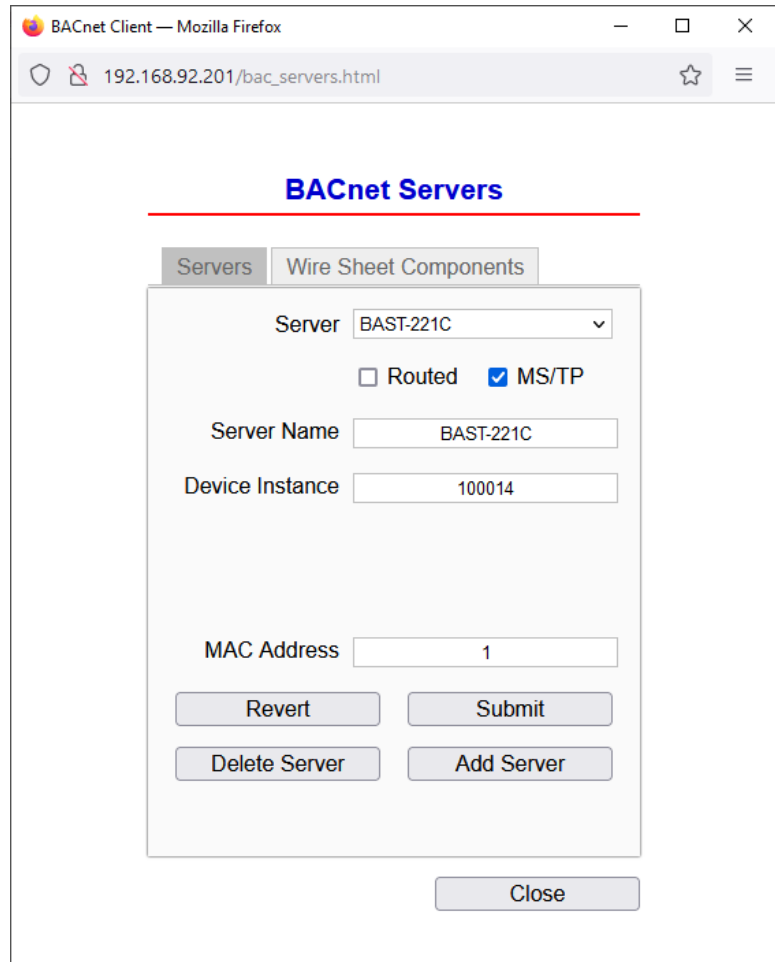 BACnet Client — Mozilla Firefox
192.168.92.201/bac_servers.html
BACnet Servers
Servers Wire Sheet Components
Server BAST-221C
Routed MS/TP
Server Name BAST-221C
Device Instance 100014
MAC Address 1
Revert Submit
Delete Server Add Server
Close